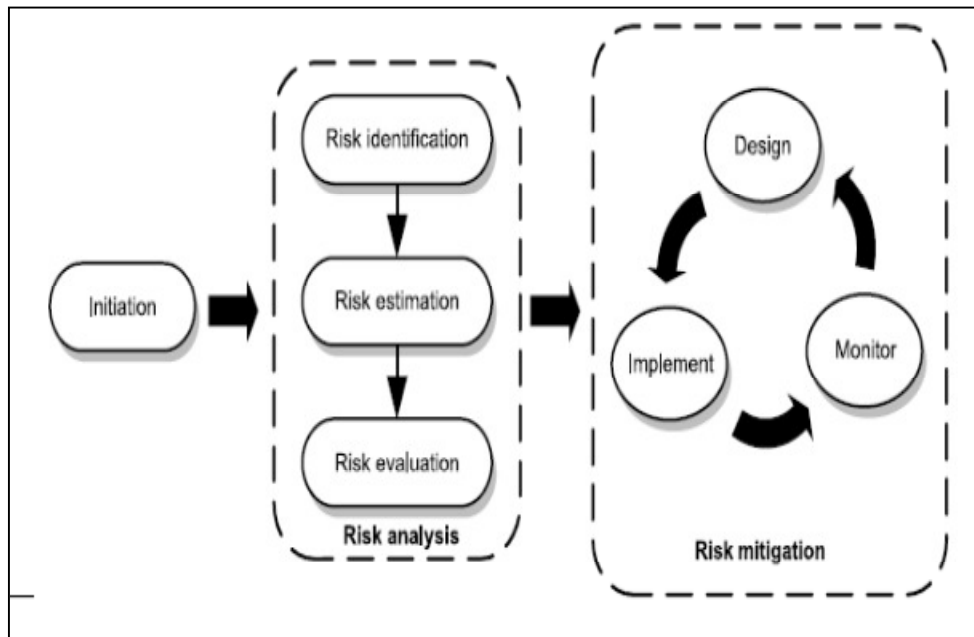 Initiation
Risk identification
Risk estimation
Risk evaluation
Risk analysis
Design
Implement
Monitor
Risk mitigation